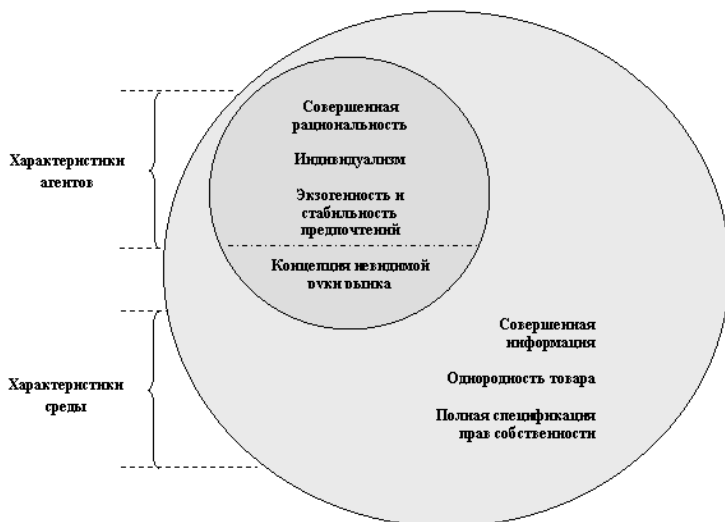 Совершенная
рациональность
Индивидуализм
Экзогенность и
стабильность
предпочтений
Концепция невидимой
руки рынка
Характеристики
агентов
Совершенная
информация
Однородность товара
Полная спецификация
прав собственности
Характеристики
среды